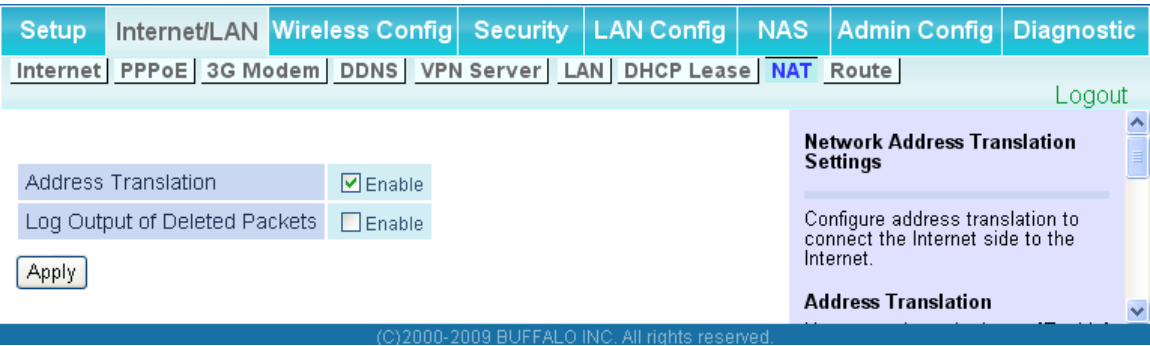 Setup Internet/LAN Wireless Config Security LAN Config NAS Admin Config Diagnostic
Internet PPPoE 3G Modem DDNS VPN Server LAN DHCP Lease NAT Route
Logout
Address Translation Enable
Log Output of Deleted Packets Enable
Apply
Network Address Translation
Settings
Configure address translation to
connect the Internet side to the
Internet.
Address Translation
(C)2000-2009 BUFFALO INC. All rights reserved.